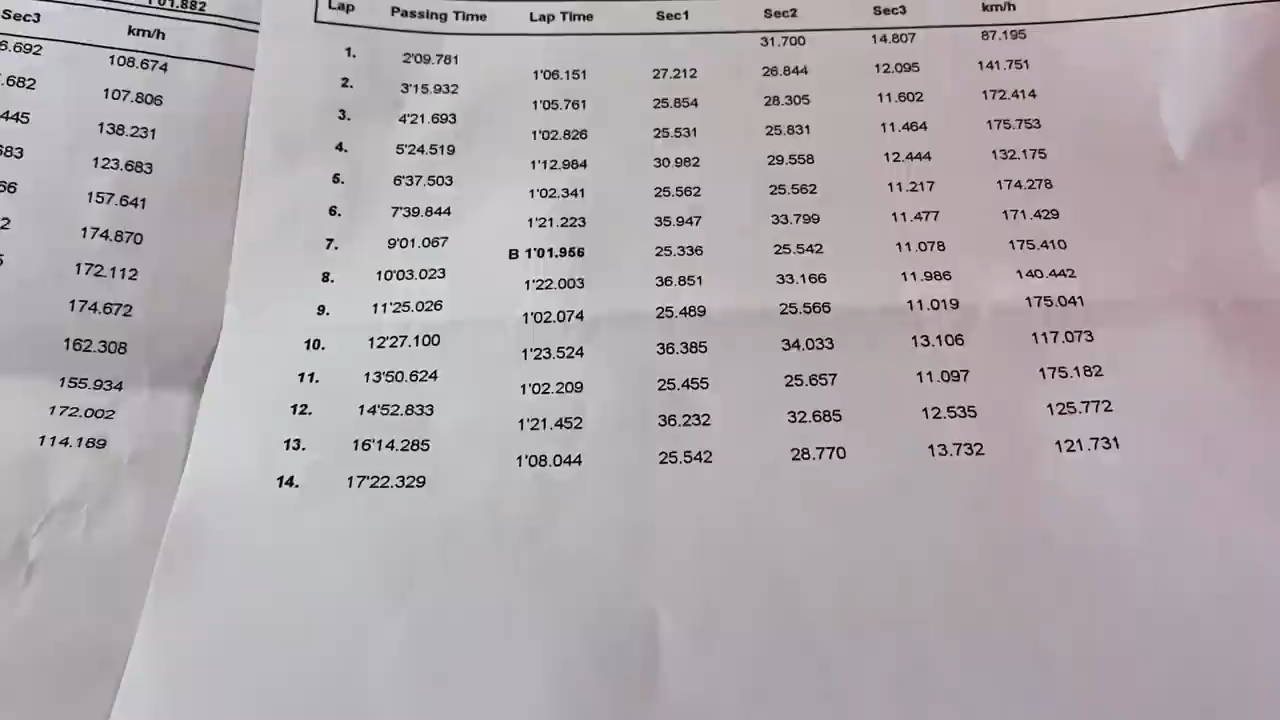 Sec3 km/h
108.674
107.806
138.231
123.683
157.641
174.870
172.112
174.672
162.308
155.934
172.002
114.189
Lap Passing Time Lap Time Sec1 Sec2 Sec3 km/h
1. 2'09.781 31.700 14.807 87.195
2. 3'15.932 1'06.151 27.212 26.844 12.095 141.751
3. 4'21.693 1'05.761 25.854 28.305 11.602 172.414
4. 5'24.519 1'02.826 25.531 25.831 11.464 175.753
5. 6'37.503 1'12.984 30.982 29.558 12.444 132.175
6. 7'39.844 1'02.341 25.562 25.562 11.217 174.278
7. 9'01.067 1'21.223 35.947 33.799 11.477 171.429
8. 10'03.023 B 1'01.956 25.336 25.542 11.078 175.410
9. 11'25.026 1'22.003 36.851 33.166 11.986 140.442
10. 12'27.100 1'02.074 25.489 25.566 11.019 175.041
11. 13'50.624 1'23.524 36.385 34.033 13.106 117.073
12. 14'52.833 1'02.209 25.455 25.657 11.097 175.182
13. 16'14.285 1'21.452 36.232 32.685 12.535 125.772
14. 17'22.329 1'08.044 25.542 28.770 13.732 121.731